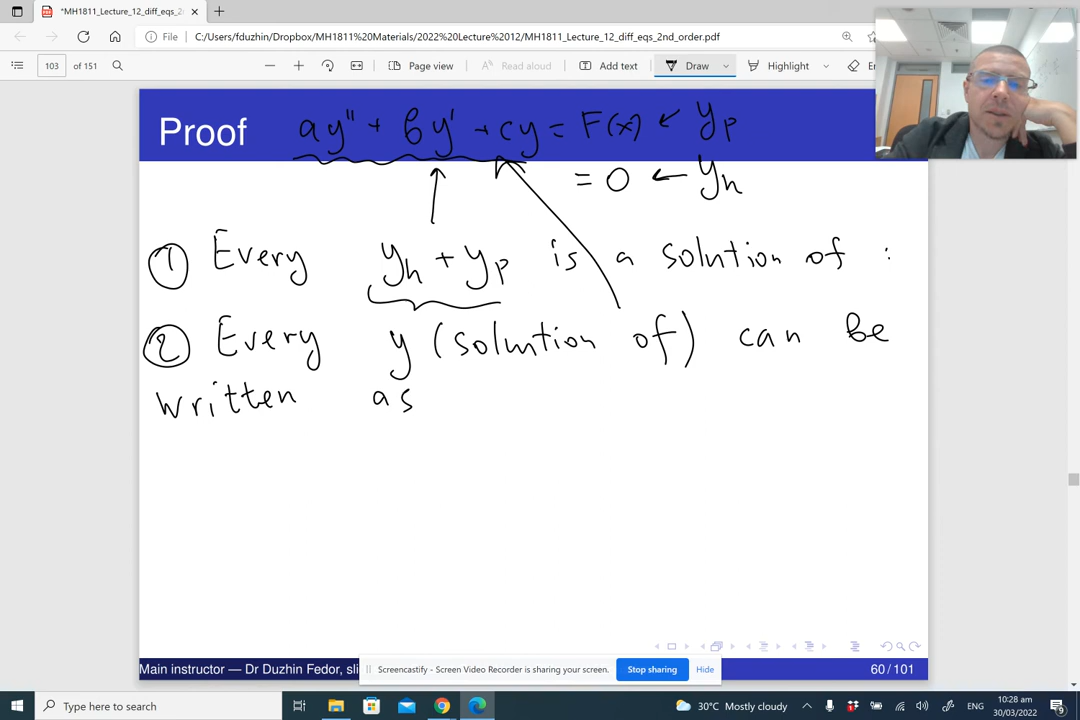 *MH1811_Lecture_12_diff_eqs_2nd_
File C:/Users/fduzhin/Dropbox/MH1811%20Materials/2022%20Lecture%2012/MH1811_Lecture_12_diff_eqs_2nd_order.pdf
103 of 151 Page view Read aloud Add text Draw Highlight
Proof ay" + by' + cy = F(x) ← yp
= 0 ← yh
① Every yh + yp is a solution of :
② Every y (solution of) can be
written as
Main instructor — Dr Duzhin Fedor, sli
Screencastify - Screen Video Recorder is sharing your screen. Stop sharing Hide
60/101
Type here to search
30°C Mostly cloudy
ENG
10:28 am
30/03/2022